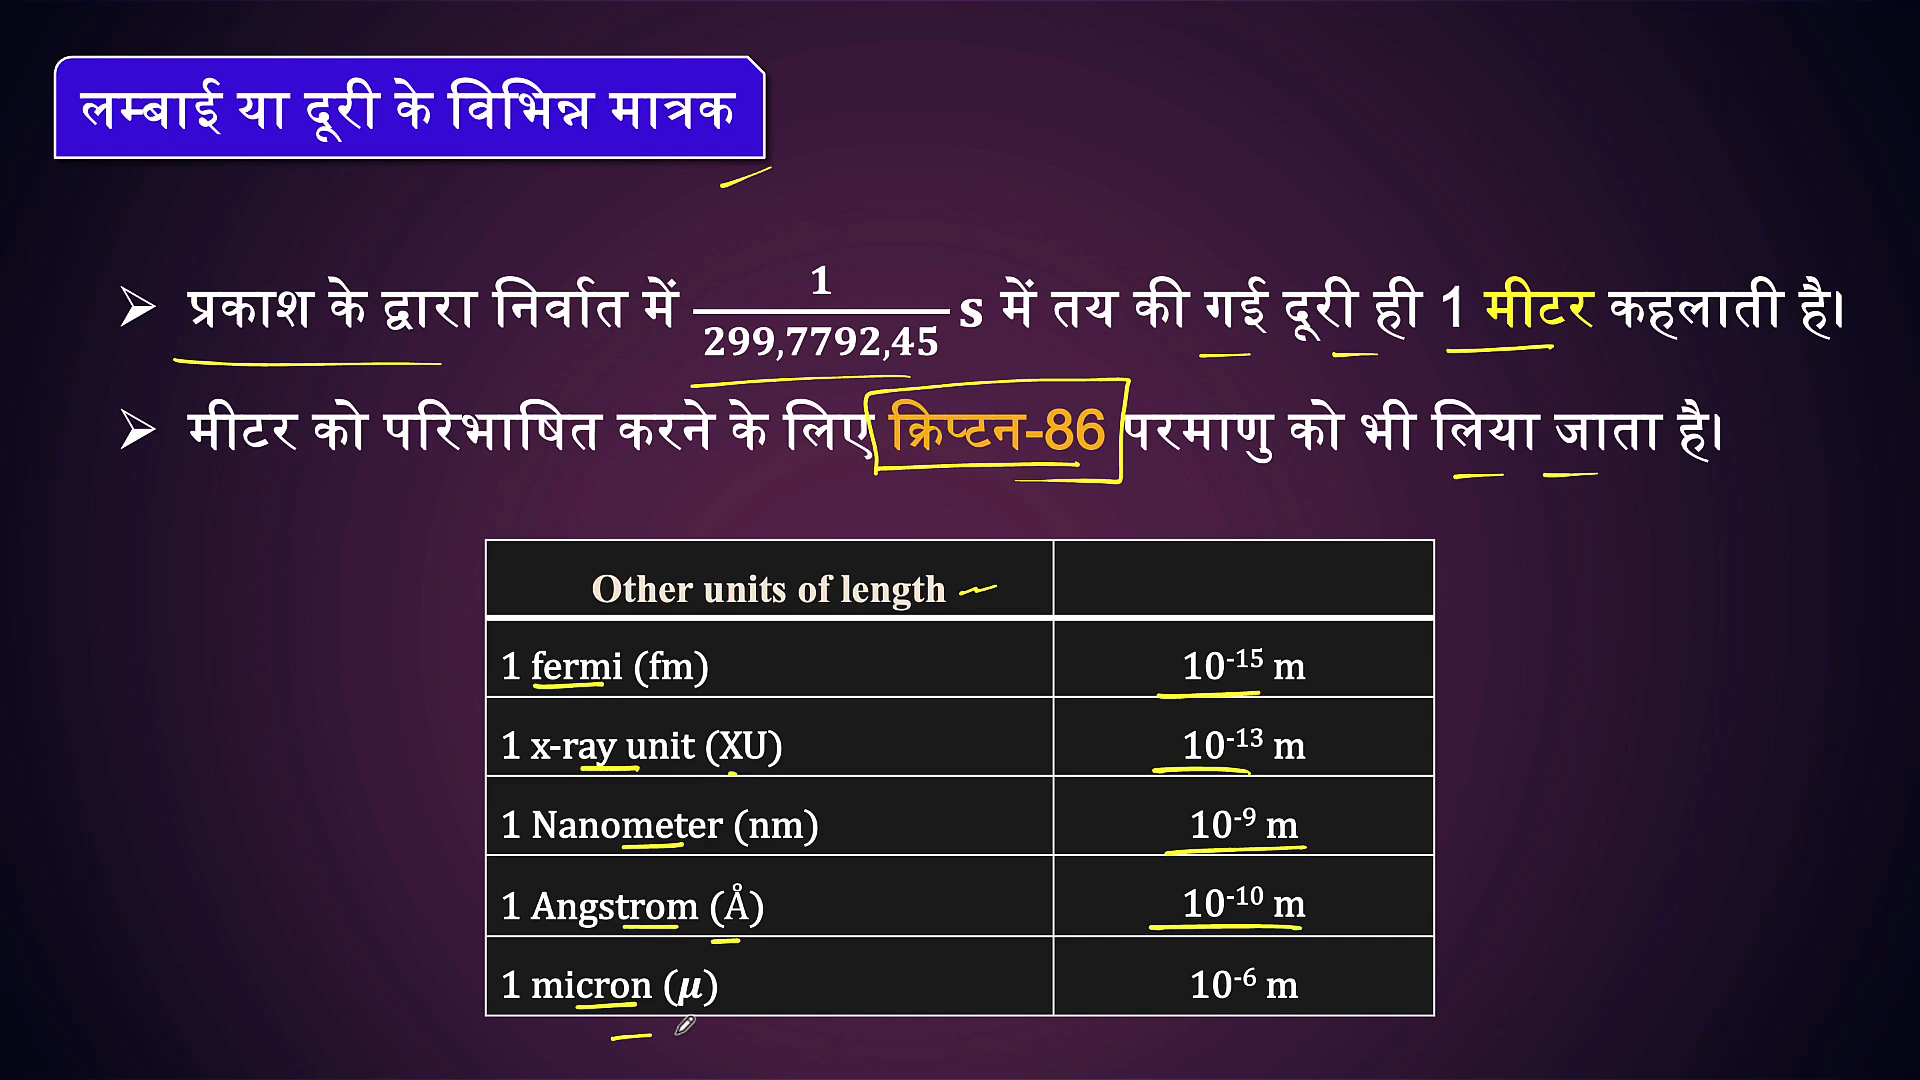 लम्बाई या दूरी के विभिन्न मात्रक
➢ प्रकाश के द्वारा निर्वात में 1/299,7792,45 s में तय की गई दूरी ही 1 मीटर कहलाती है।
➢ मीटर को परिभाषित करने के लिए क्रिप्टन-86 परमाणु को भी लिया जाता है।
Other units of length
1 fermi (fm) 10⁻¹⁵ m
1 x-ray unit (XU) 10⁻¹³ m
1 Nanometer (nm) 10⁻⁹ m
1 Angstrom (Å) 10⁻¹⁰ m
1 micron (μ) 10⁻⁶ m